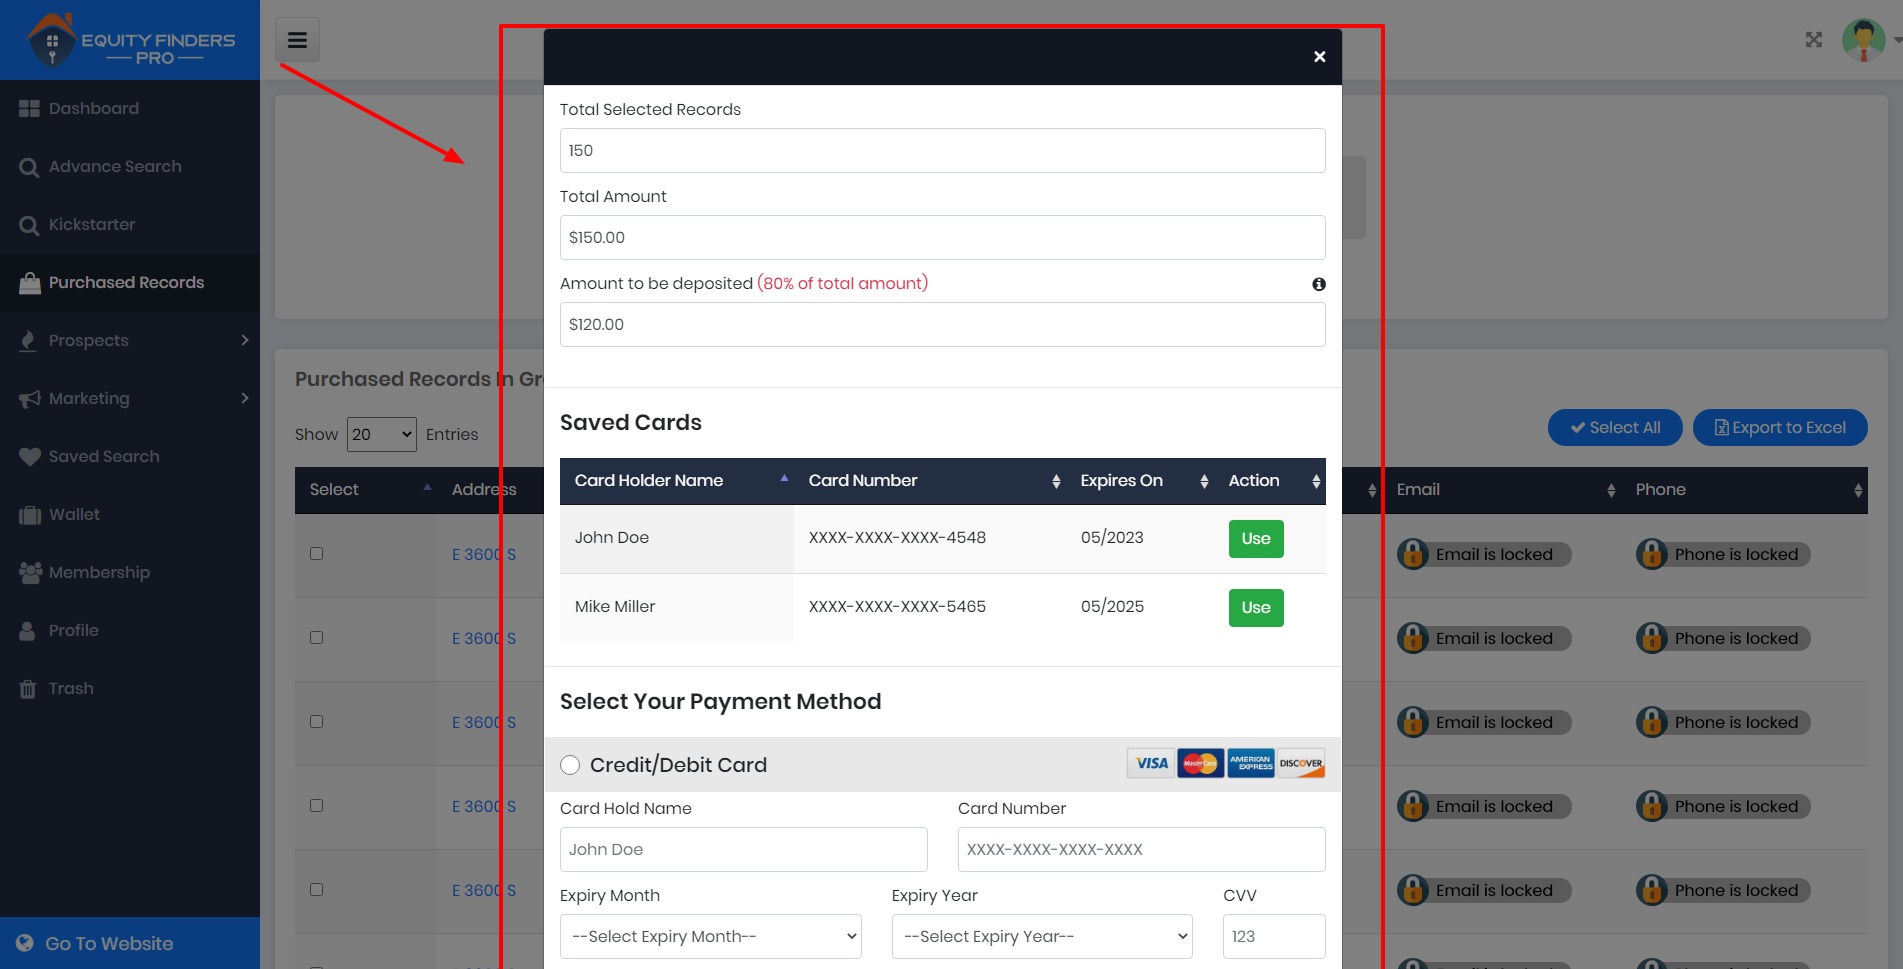 EQUITY FINDERS
PRO
Dashboard
Advance Search
Kickstarter
Purchased Records
Prospects
Marketing
Saved Search
Wallet
Membership
Profile
Trash
Go To Website
Total Selected Records
150
Total Amount
$150.00
Amount to be deposited (80% of total amount)
$120.00
Purchased Records In Gr
Show 20 Entries
Select All
Export to Excel
Select Address Email Phone
E 3600 S Email is locked Phone is locked
E 3600 S Email is locked Phone is locked
E 3600 S Email is locked Phone is locked
E 3600 S Email is locked Phone is locked
E 3600 S Email is locked Phone is locked
Saved Cards
Card Holder Name Card Number Expires On Action
John Doe XXXX-XXXX-XXXX-4548 05/2023 Use
Mike Miller XXXX-XXXX-XXXX-5465 05/2025 Use
Select Your Payment Method
Credit/Debit Card
VISA MasterCard AMERICAN EXPRESS DISCOVER
Card Hold Name Card Number
John Doe XXXX-XXXX-XXXX-XXXX
Expiry Month Expiry Year CVV
--Select Expiry Month-- --Select Expiry Year-- 123